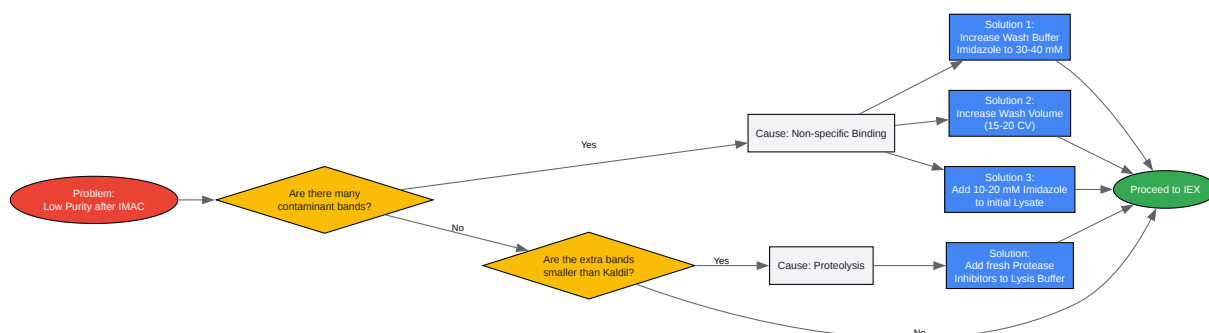 Problem:
Low Purity after IMAC
Are there many
contaminant bands?
Yes
No
Cause: Non-specific Binding
Solution 1:
Increase Wash Buffer
Imidazole to 30-40 mM
Solution 2:
Increase Wash Volume
(15-20 CV)
Solution 3:
Add 10-20 mM Imidazole
to initial Lysate
Are the extra bands
smaller than Kaldil?
Yes
No
Cause: Proteolysis
Solution:
Add fresh Protease
Inhibitors to Lysis Buffer
Proceed to IEX